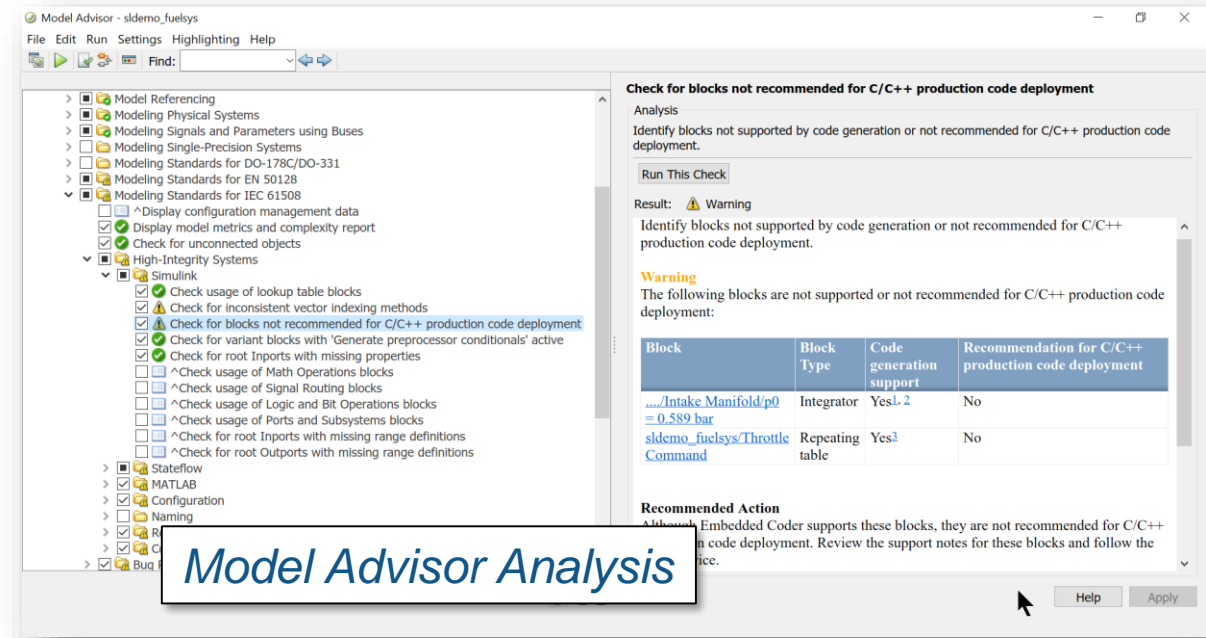 Model Advisor - sldemo_fuelsys
File Edit Run Settings Highlighting Help
Find:
Model Referencing
Modeling Physical Systems
Modeling Signals and Parameters using Buses
Modeling Single-Precision Systems
Modeling Standards for DO-178C/DO-331
Modeling Standards for EN 50128
Modeling Standards for IEC 61508
^Display configuration management data
Display model metrics and complexity report
Check for unconnected objects
High-Integrity Systems
Simulink
Check usage of lookup table blocks
Check for inconsistent vector indexing methods
Check for blocks not recommended for C/C++ production code deployment
Check for variant blocks with 'Generate preprocessor conditionals' active
Check for root Inports with missing properties
^Check usage of Math Operations blocks
^Check usage of Signal Routing blocks
^Check usage of Logic and Bit Operations blocks
^Check usage of Ports and Subsystems blocks
^Check for root Inports with missing range definitions
^Check for root Outports with missing range definitions
Stateflow
MATLAB
Configuration
Naming
Bug
Check for blocks not recommended for C/C++ production code deployment
Analysis
Identify blocks not supported by code generation or not recommended for C/C++ production code
deployment.
Run This Check
Result: Warning
Identify blocks not supported by code generation or not recommended for C/C++
production code deployment.
Warning
The following blocks are not supported or not recommended for C/C++ production code
deployment:
Block Block Type Code generation support Recommendation for C/C++ production code deployment
..../Intake Manifold/p0 = 0.589 bar Integrator Yes1, 2 No
sldemo_fuelsys/Throttle Command Repeating table Yes3 No
Recommended Action
Although Embedded Coder supports these blocks, they are not recommended for C/C++
code deployment. Review the support notes for these blocks and follow the
Help Apply
Model Advisor Analysis